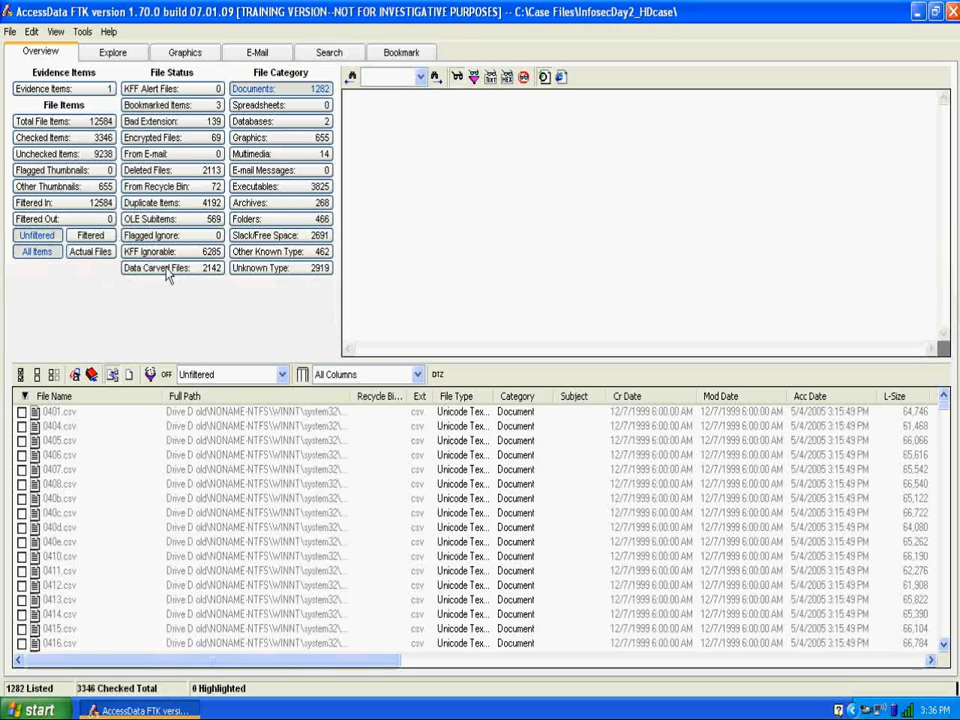 AccessData FTK version 1.70.0 build 07.01.09 [TRAINING VERSION--NOT FOR INVESTIGATIVE PURPOSES] -- C:\Case Files\InfosecDay2_HDcase\
File Edit View Tools Help
Overview Explore Graphics E-Mail Search Bookmark
Evidence Items File Status File Category
Evidence Items: 1 KFF Alert Files: 0 Documents: 1282
File Items Bookmarked Items: 3 Spreadsheets: 0
Total File Items: 12584 Bad Extension: 139 Databases: 2
Checked Items: 3346 Encrypted Files: 69 Graphics: 655
Unchecked Items: 9238 From E-mail: 0 Multimedia: 14
Flagged Thumbnails: 0 Deleted Files: 2113 E-mail Messages: 0
Other Thumbnails: 655 From Recycle Bin: 72 Executables: 3825
Filtered In: 12584 Duplicate Items: 4192 Archives: 268
Filtered Out: 0 OLE Subitems: 569 Folders: 466
Unfiltered Filtered Flagged Ignore: 0 Slack/Free Space: 2691
All Items Actual Files KFF Ignorable: 6285 Other Known Type: 462
Data Carved Files: 2142 Unknown Type: 2919
OFF Unfiltered All Columns DTZ
File Name Full Path Recycle Bi... Ext File Type Category Subject Cr Date Mod Date Acc Date L-Size
0401.csv Drive D old\NONAME-NTFS\WINNT\system32\... csv Unicode Tex... Document 12/7/1999 6:00:00 AM 12/7/1999 6:00:00 AM 5/4/2005 3:15:49 PM 64,746
0404.csv Drive D old\NONAME-NTFS\WINNT\system32\... csv Unicode Tex... Document 12/7/1999 6:00:00 AM 12/7/1999 6:00:00 AM 5/4/2005 3:15:49 PM 61,468
0405.csv Drive D old\NONAME-NTFS\WINNT\system32\... csv Unicode Tex... Document 12/7/1999 6:00:00 AM 12/7/1999 6:00:00 AM 5/4/2005 3:15:49 PM 66,066
0406.csv Drive D old\NONAME-NTFS\WINNT\system32\... csv Unicode Tex... Document 12/7/1999 6:00:00 AM 12/7/1999 6:00:00 AM 5/4/2005 3:15:49 PM 65,616
0407.csv Drive D old\NONAME-NTFS\WINNT\system32\... csv Unicode Tex... Document 12/7/1999 6:00:00 AM 12/7/1999 6:00:00 AM 5/4/2005 3:15:49 PM 65,542
0408.csv Drive D old\NONAME-NTFS\WINNT\system32\... csv Unicode Tex... Document 12/7/1999 6:00:00 AM 12/7/1999 6:00:00 AM 5/4/2005 3:15:49 PM 65,484
040b.csv Drive D old\NONAME-NTFS\WINNT\system32\... csv Unicode Tex... Document 12/7/1999 6:00:00 AM 12/7/1999 6:00:00 AM 5/4/2005 3:15:49 PM 65,122
040c.csv Drive D old\NONAME-NTFS\WINNT\system32\... csv Unicode Tex... Document 12/7/1999 6:00:00 AM 12/7/1999 6:00:00 AM 5/4/2005 3:15:49 PM 66,722
040d.csv Drive D old\NONAME-NTFS\WINNT\system32\... csv Unicode Tex... Document 12/7/1999 6:00:00 AM 12/7/1999 6:00:00 AM 5/4/2005 3:15:49 PM 64,080
040e.csv Drive D old\NONAME-NTFS\WINNT\system32\... csv Unicode Tex... Document 12/7/1999 6:00:00 AM 12/7/1999 6:00:00 AM 5/4/2005 3:15:49 PM 65,262
0410.csv Drive D old\NONAME-NTFS\WINNT\system32\... csv Unicode Tex... Document 12/7/1999 6:00:00 AM 12/7/1999 6:00:00 AM 5/4/2005 3:15:49 PM 66,190
0411.csv Drive D old\NONAME-NTFS\WINNT\system32\... csv Unicode Tex... Document 12/7/1999 6:00:00 AM 12/7/1999 6:00:00 AM 5/4/2005 3:15:49 PM 62,276
0412.csv Drive D old\NONAME-NTFS\WINNT\system32\... csv Unicode Tex... Document 12/7/1999 6:00:00 AM 12/7/1999 6:00:00 AM 5/4/2005 3:15:49 PM 61,908
0413.csv Drive D old\NONAME-NTFS\WINNT\system32\... csv Unicode Tex... Document 12/7/1999 6:00:00 AM 12/7/1999 6:00:00 AM 5/4/2005 3:15:49 PM 65,822
0414.csv Drive D old\NONAME-NTFS\WINNT\system32\... csv Unicode Tex... Document 12/7/1999 6:00:00 AM 12/7/1999 6:00:00 AM 5/4/2005 3:15:49 PM 65,390
0415.csv Drive D old\NONAME-NTFS\WINNT\system32\... csv Unicode Tex... Document 12/7/1999 6:00:00 AM 12/7/1999 6:00:00 AM 5/4/2005 3:15:49 PM 66,104
0416.csv Drive D old\NONAME-NTFS\WINNT\system32\... csv Unicode Tex... Document 12/7/1999 6:00:00 AM 12/7/1999 6:00:00 AM 5/4/2005 3:15:49 PM 66,784
1282 Listed 3346 Checked Total 0 Highlighted
start AccessData FTK versi... 3:36 PM